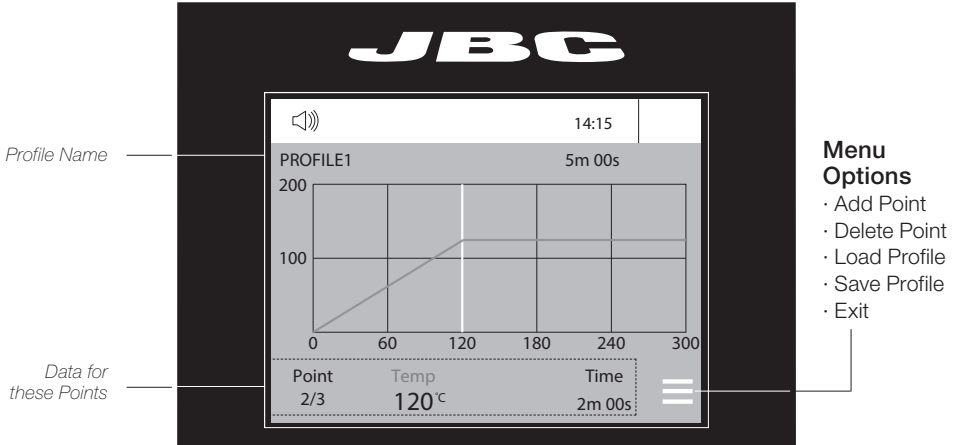 JBC
14:15
Profile Name
PROFILE1 5m 00s
200
100
0 60 120 180 240 300
Data for
these Points
Point Temp Time
2/3 120°C 2m 00s
Menu
Options
· Add Point
· Delete Point
· Load Profile
· Save Profile
· Exit